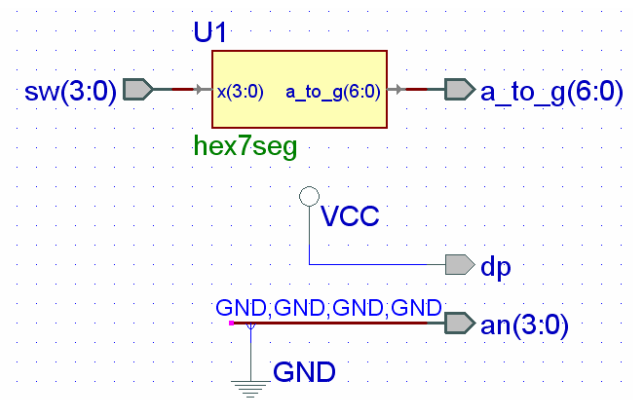 U1
sw(3:0) x(3:0) a_to_g(6:0) a_to_g(6:0)
hex7seg
VCC
dp
GND,GND,GND,GND
an(3:0)
GND